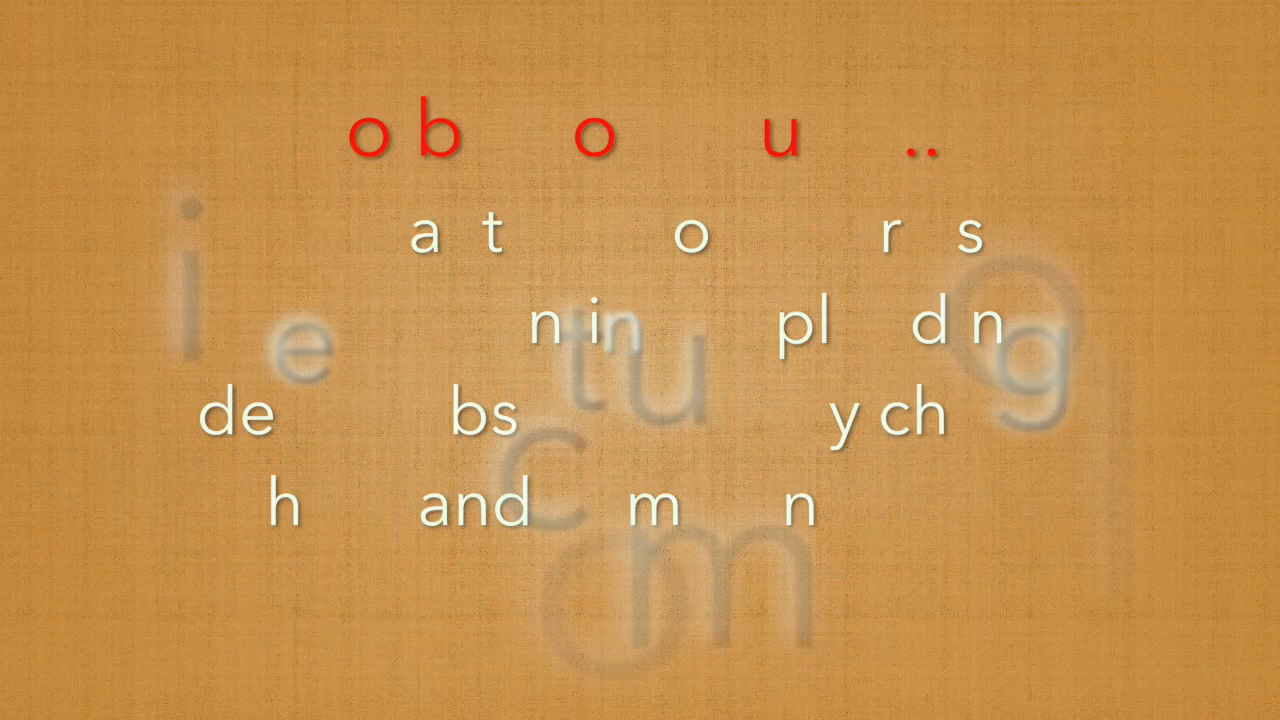 o b o u ..
a t o r s
n in pl d n
de bs y ch
h and m n